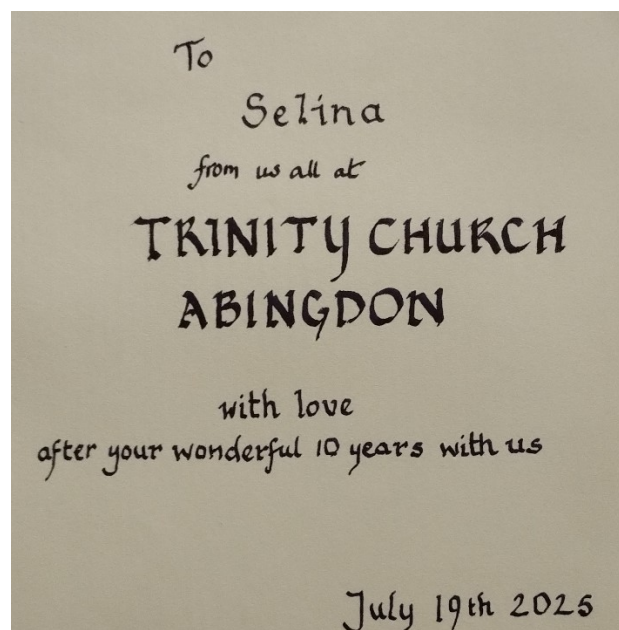 To
Selina
from us all at
TRINITY CHURCH
ABINGDON
with love
after your wonderful 10 years with us
July 19th 2025